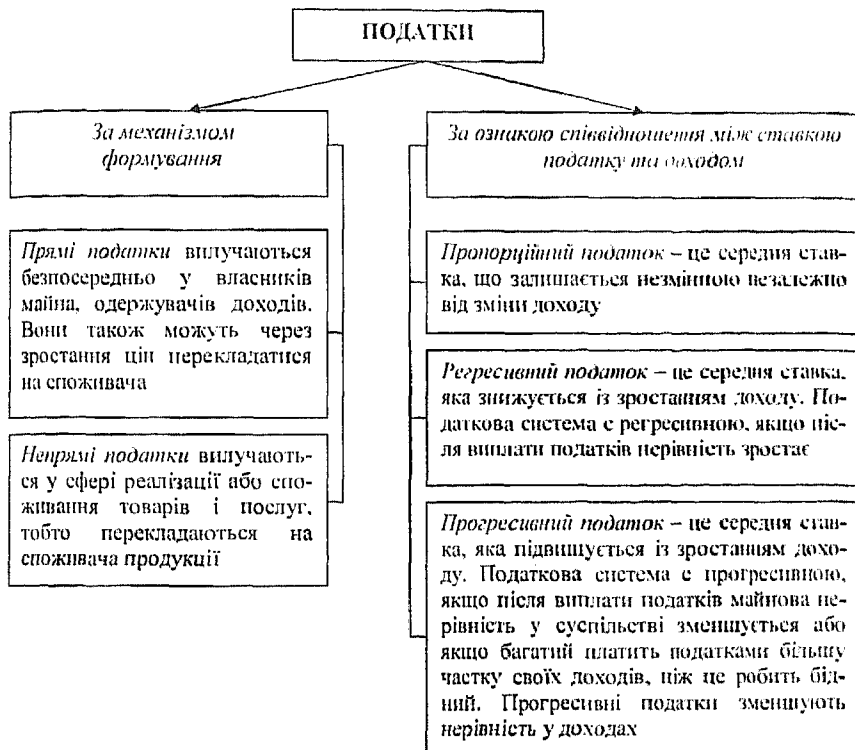 ПОДАТКИ
За механізмом
формування
Прямі податки вилучаються
безпосередньо у власників
майна, одержувачів доходів.
Вони також можуть через
зростання цін перекладатися
на споживача
Непрямі податки вилучають-
ся у сфері реалізації або спо-
живання товарів і послуг,
тобто перекладаються на
споживача продукції
За ознакою співвідношення між ставкою
податку та доходом
Пропорційний податок – це середня став-
ка, що залишається незмінною незалежно
від зміни доходу
Регресивний податок – це середня ставка,
яка знижується із зростанням доходу. По-
даткова система є регресивною, якщо піс-
ля виплати податків нерівність зростає
Прогресивний податок – це середня став-
ка, яка підвищується із зростанням дохо-
ду. Податкова система є прогресивною,
якщо після виплати податків майнова не-
рівність у суспільстві зменшується або
якщо багатий платить податками більшу
частку своїх доходів, ніж це робить бід-
ний. Прогресивні податки зменшують
нерівність у доходах